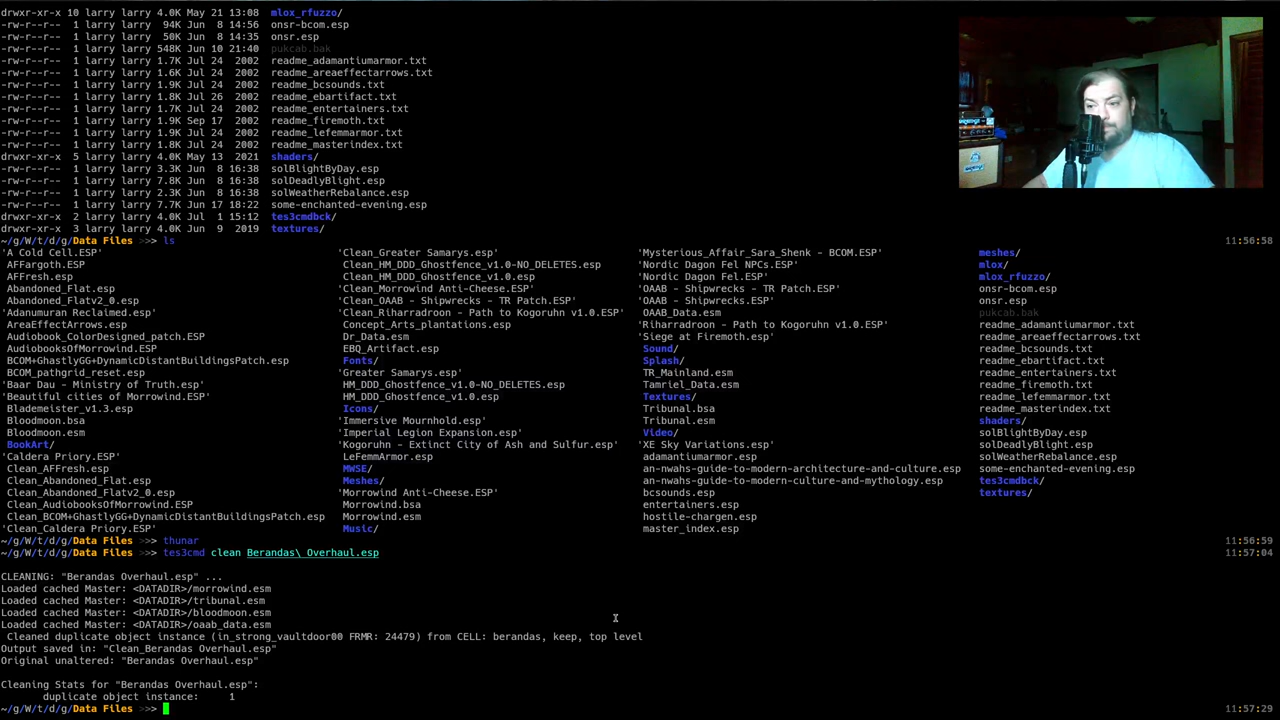 drwxr-xr-x 10 larry larry 4.0K May 21 13:08  mlox_rfuzzo/
-rw-r--r--  1 larry larry  94K Jun  8 14:56  onsr-bcom.esp
-rw-r--r--  1 larry larry  50K Jun  8 14:35  onsr.esp
-rw-r--r--  1 larry larry 548K Jun 10 21:40  pukcab.bak
-rw-r--r--  1 larry larry 1.7K Jul 24  2002  readme_adamantiumarmor.txt
-rw-r--r--  1 larry larry 1.6K Jul 24  2002  readme_areaeffectarrows.txt
-rw-r--r--  1 larry larry 1.9K Jul 24  2002  readme_bcsounds.txt
-rw-r--r--  1 larry larry 1.8K Jul 26  2002  readme_ebartifact.txt
-rw-r--r--  1 larry larry 1.7K Jul 24  2002  readme_entertainers.txt
-rw-r--r--  1 larry larry 1.9K Sep 17  2002  readme_firemoth.txt
-rw-r--r--  1 larry larry 1.9K Jul 24  2002  readme_lefemmarmor.txt
-rw-r--r--  1 larry larry 1.8K Jul 24  2002  readme_masterindex.txt
drwxr-xr-x  5 larry larry 4.0K May 13  2021  shaders/
-rw-r--r--  1 larry larry 3.3K Jun  8 16:38  solBlightByDay.esp
-rw-r--r--  1 larry larry 7.8K Jun  8 16:38  solDeadlyBlight.esp
-rw-r--r--  1 larry larry 2.3K Jun  8 16:38  solWeatherRebalance.esp
-rw-r--r--  1 larry larry 7.7K Jun 17 18:22  some-enchanted-evening.esp
drwxr-xr-x  2 larry larry 4.0K Jul  1 15:12  tes3cmdbck/
drwxr-xr-x  3 larry larry 4.0K Jun  9  2019  textures/
~/g/W/t/d/g/Data Files >>> ls 11:56:58
'A Cold Cell.ESP' 'Clean_Greater Samarys.esp' 'Mysterious_Affair_Sara_Shenk - BCOM.ESP' meshes/
AFFargoth.ESP Clean_HM_DDD_Ghostfence_v1.0-NO_DELETES.esp 'Nordic Dagon Fel NPCs.ESP' mlox/
AFFresh.esp Clean_HM_DDD_Ghostfence_v1.0.esp 'Nordic Dagon Fel.ESP' mlox_rfuzzo/
Abandoned_Flat.esp 'Clean_Morrowind Anti-Cheese.ESP' 'OAAB - Shipwrecks - TR Patch.ESP' onsr-bcom.esp
Abandoned_Flatv2_0.esp 'Clean_OAAB - Shipwrecks - TR Patch.ESP' 'OAAB - Shipwrecks.ESP' onsr.esp
'Adanumuran Reclaimed.esp' 'Clean_Riharradroon - Path to Kogoruhn v1.0.ESP' OAAB_Data.esm pukcab.bak
AreaEffectArrows.esp Concept_Arts_plantations.esp 'Riharradroon - Path to Kogoruhn v1.0.ESP' readme_adamantiumarmor.txt
Audiobook_ColorDesigned_patch.ESP Dr_Data.esm 'Siege at Firemoth.esp' readme_areaeffectarrows.txt
AudiobooksOfMorrowind.ESP EBQ_Artifact.esp Sound/ readme_bcsounds.txt
BCOM+GhastlyGG+DynamicDistantBuildingsPatch.esp Fonts/ Splash/ readme_ebartifact.txt
BCOM_pathgrid_reset.esp 'Greater Samarys.esp' TR_Mainland.esm readme_entertainers.txt
'Baar Dau - Ministry of Truth.esp' HM_DDD_Ghostfence_v1.0-NO_DELETES.esp Tamriel_Data.esm readme_firemoth.txt
'Beautiful cities of Morrowind.ESP' HM_DDD_Ghostfence_v1.0.esp Textures/ readme_lefemmarmor.txt
Blademeister_v1.3.esp Icons/ Tribunal.bsa readme_masterindex.txt
Bloodmoon.bsa 'Immersive Mournhold.esp' Tribunal.esm shaders/
Bloodmoon.esm 'Imperial Legion Expansion.esp' Video/ solBlightByDay.esp
BookArt/ 'Kogoruhn - Extinct City of Ash and Sulfur.esp' 'XE Sky Variations.esp' solDeadlyBlight.esp
'Caldera Priory.ESP' LeFemmArmor.esp adamantiumarmor.esp solWeatherRebalance.esp
Clean_AFFresh.esp MWSE/ an-nwahs-guide-to-modern-architecture-and-culture.esp some-enchanted-evening.esp
Clean_Abandoned_Flat.esp Meshes/ an-nwahs-guide-to-modern-culture-and-mythology.esp tes3cmdbck/
Clean_Abandoned_Flatv2_0.esp 'Morrowind Anti-Cheese.ESP' bcsounds.esp textures/
Clean_AudiobooksOfMorrowind.ESP Morrowind.bsa entertainers.esp
Clean_BCOM+GhastlyGG+DynamicDistantBuildingsPatch.esp Morrowind.esm hostile-chargen.esp
'Clean_Caldera Priory.ESP' Music/ master_index.esp
~/g/W/t/d/g/Data Files >>> thunar 11:56:59
~/g/W/t/d/g/Data Files >>> tes3cmd clean Berandas\ Overhaul.esp 11:57:04
CLEANING: "Berandas Overhaul.esp" ...
Loaded cached Master: <DATADIR>/morrowind.esm
Loaded cached Master: <DATADIR>/tribunal.esm
Loaded cached Master: <DATADIR>/bloodmoon.esm
Loaded cached Master: <DATADIR>/oaab_data.esm
Cleaned duplicate object instance (in_strong_vaultdoor00 FRMR: 24479) from CELL: berandas, keep, top level
Output saved in: "Clean_Berandas Overhaul.esp"
Original unaltered: "Berandas Overhaul.esp"
Cleaning Stats for "Berandas Overhaul.esp":
duplicate object instance: 1
~/g/W/t/d/g/Data Files >>> 11:57:29